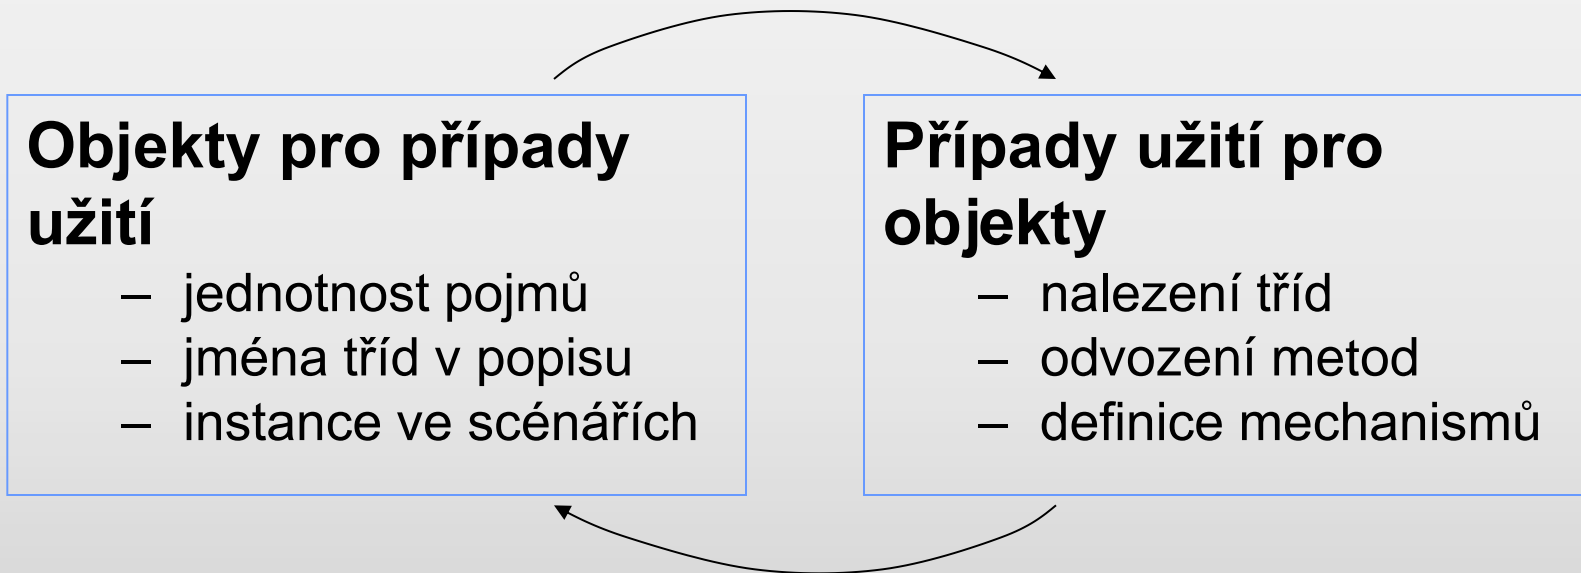 Objekty pro případy
užití
– jednotnost pojmů
– jména tříd v popisu
– instance ve scénářích
Případy užití pro
objekty
– nalezení tříd
– odvození metod
– definice mechanismů